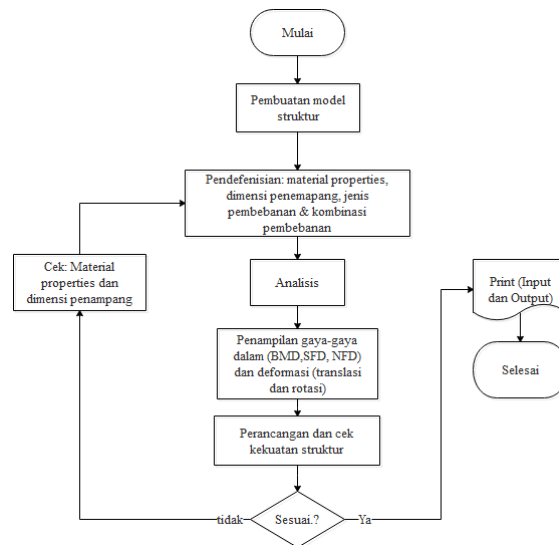 Mulai
Pembuatan model
struktur
Pendefenisian: material properties,
dimensi penemapang, jenis
pembebanan & kombinasi
pembebanan
Cek: Material
properties dan
dimensi penampang
Analisis
Print (Input
dan Output)
Penampilan gaya-gaya
dalam (BMD,SFD, NFD)
dan deformasi (translasi
dan rotasi)
Selesai
Perancangan dan cek
kekuatan struktur
tidak
Sesuai.?
Ya